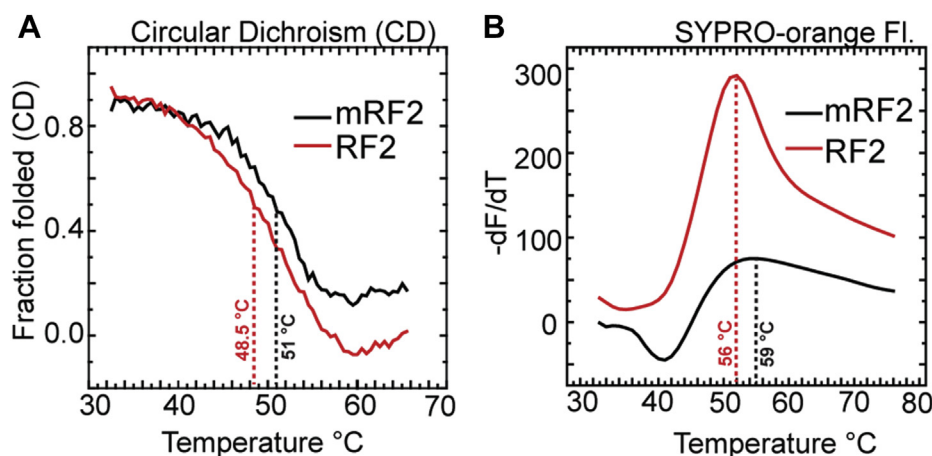 A
Circular Dichroism (CD)
Fraction folded (CD)
0.8
0.4
0.0
mRF2
RF2
48.5 °C
51 °C
30
40
50
60
70
Temperature °C
B
SYPRO-orange Fl.
-dF/dT
300
200
100
0
mRF2
RF2
56 °C
59 °C
30
40
50
60
70
80
Temperature °C